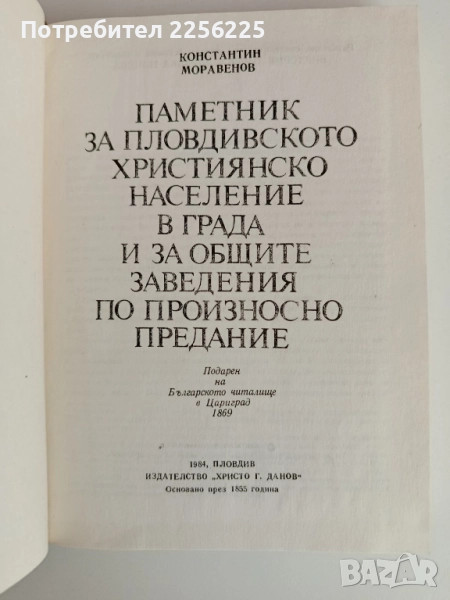 Потребител 2256225
КОНСТАНТИН
МОРАВЕНОВ
ПАМЕТНИК
ЗА ПЛОВДИВСКОТО
ХРИСТИЯНСКО
НАСЕЛЕНИЕ
В ГРАДА
И ЗА ОБЩИТЕ
ЗАВЕДЕНИЯ
ПО ПРОИЗНОСНО
ПРЕДАНИЕ
Подарен
на
Българското читалище
в Цариград
1869
1984, ПЛОВДИВ
ИЗДАТЕЛСТВО „ХРИСТО Г. ДАНОВ“
Основано през 1855 година
BAZAR